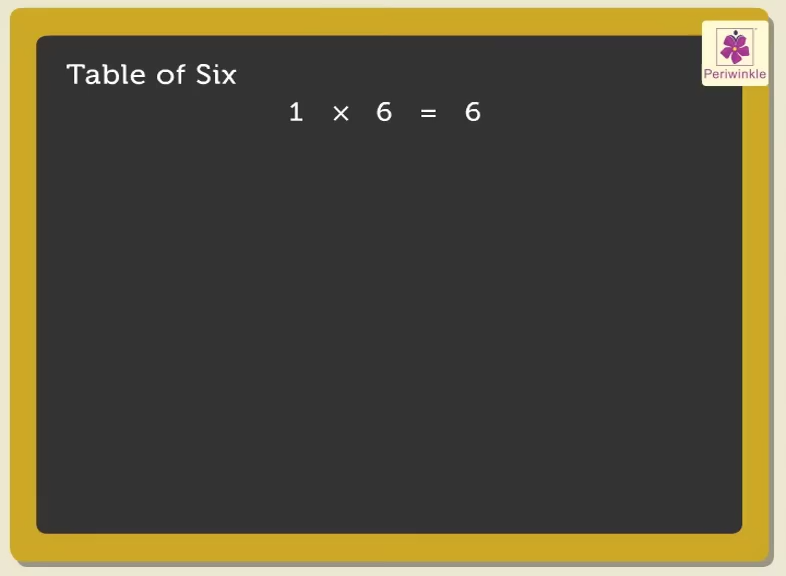 Table of Six
1 × 6 = 6
Periwinkle